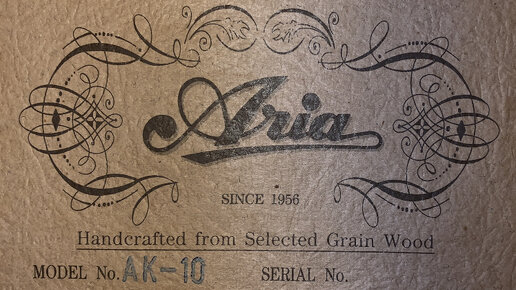 Aria
SINCE 1956
Handcrafted from Selected Grain Wood
MODEL No. AK-10 SERIAL No.